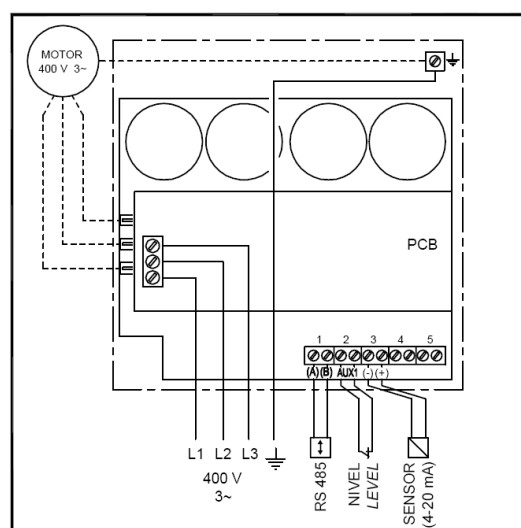 MOTOR
400 V 3~
PCB
1 2 3 4 5
(A) (B) AUX1 (-) (+)
L1 L2 L3
400 V
3~
RS 485
NIVEL
LEVEL
SENSOR
(4-20 mA)